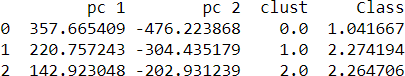 pc 1 pc 2 clust Class
0 357.665409 -476.223868 0.0 1.041667
1 220.757243 -304.435179 1.0 2.274194
2 142.923048 -202.931239 2.0 2.264706